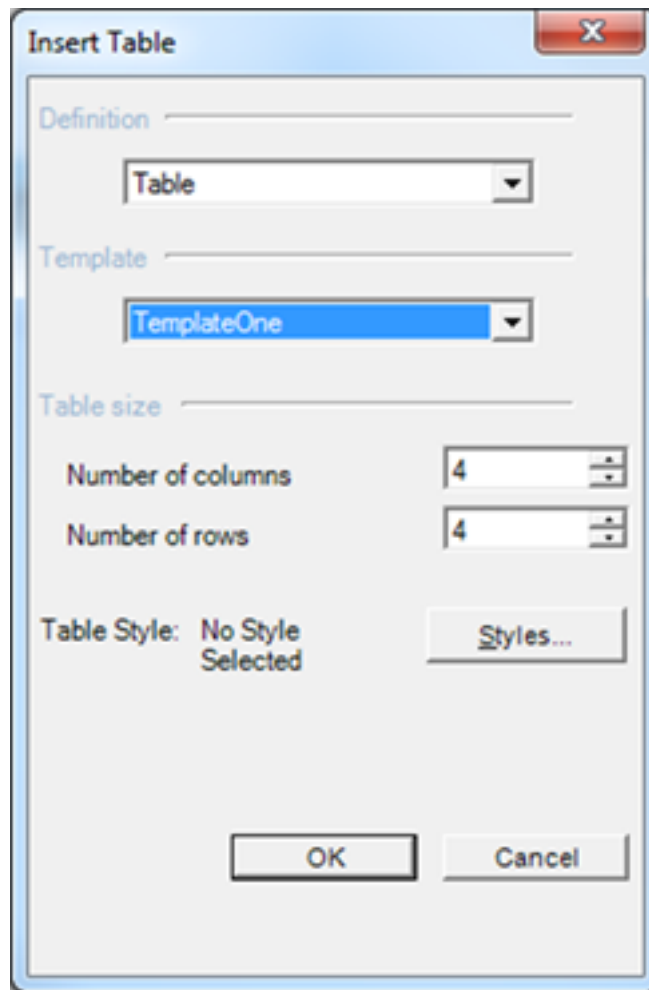 Insert Table
Definition
Table
Template
TemplateOne
Table size
Number of columns 4
Number of rows 4
Table Style: No Style
Selected
Styles...
OK Cancel